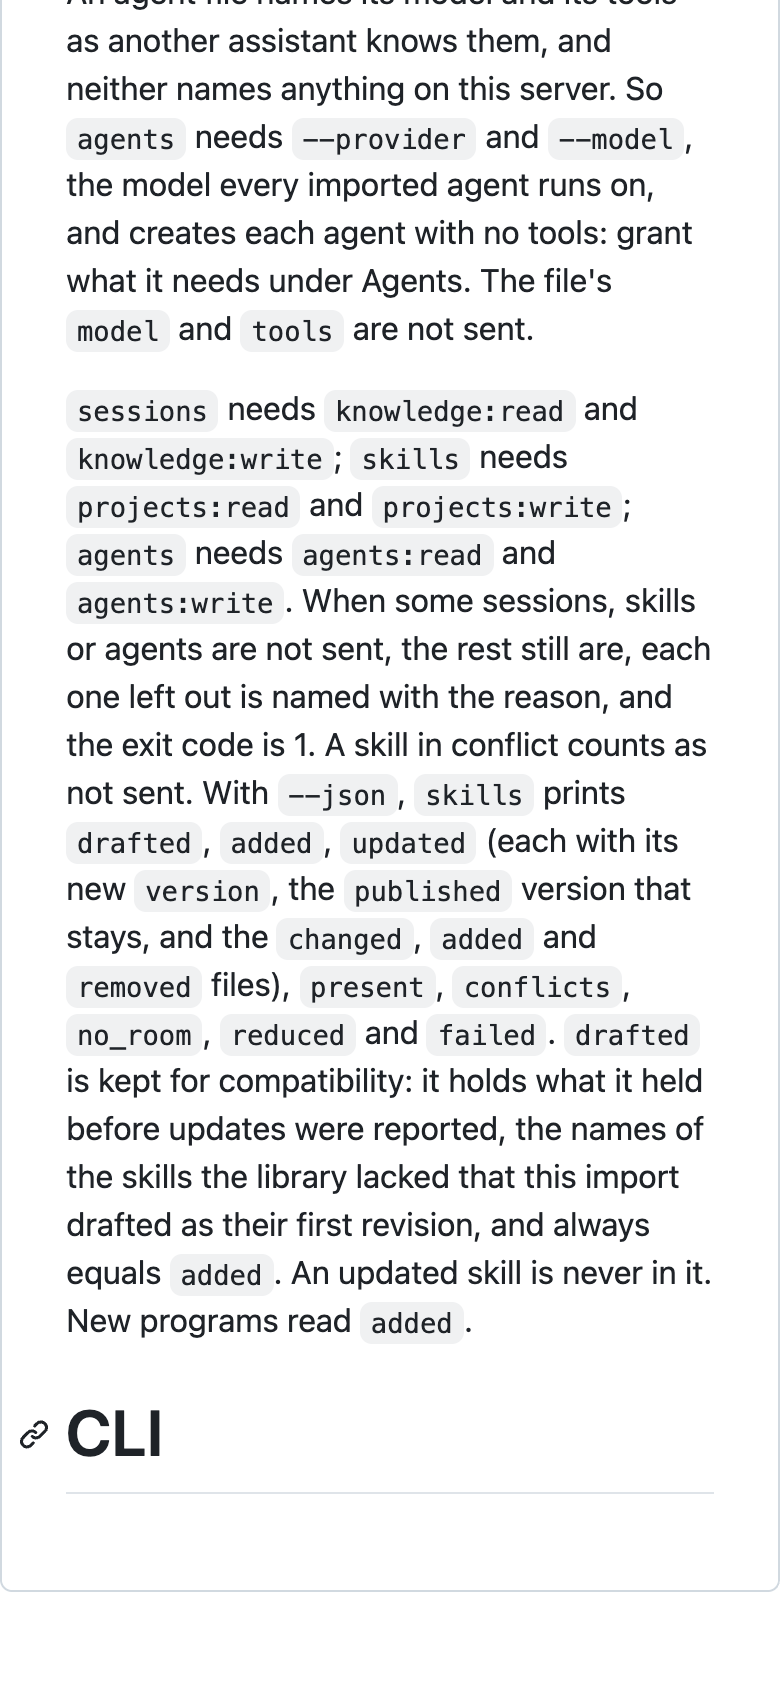 An agent file names its model and its tools
as another assistant knows them, and
neither names anything on this server. So
agents needs --provider and --model,
the model every imported agent runs on,
and creates each agent with no tools: grant
what it needs under Agents. The file's
model and tools are not sent.
sessions needs knowledge:read and
knowledge:write; skills needs
projects:read and projects:write;
agents needs agents:read and
agents:write. When some sessions, skills
or agents are not sent, the rest still are, each
one left out is named with the reason, and
the exit code is 1. A skill in conflict counts as
not sent. With --json, skills prints
drafted, added, updated (each with its
new version, the published version that
stays, and the changed, added and
removed files), present, conflicts,
no_room, reduced and failed. drafted
is kept for compatibility: it holds what it held
before updates were reported, the names of
the skills the library lacked that this import
drafted as their first revision, and always
equals added. An updated skill is never in it.
New programs read added.
CLI